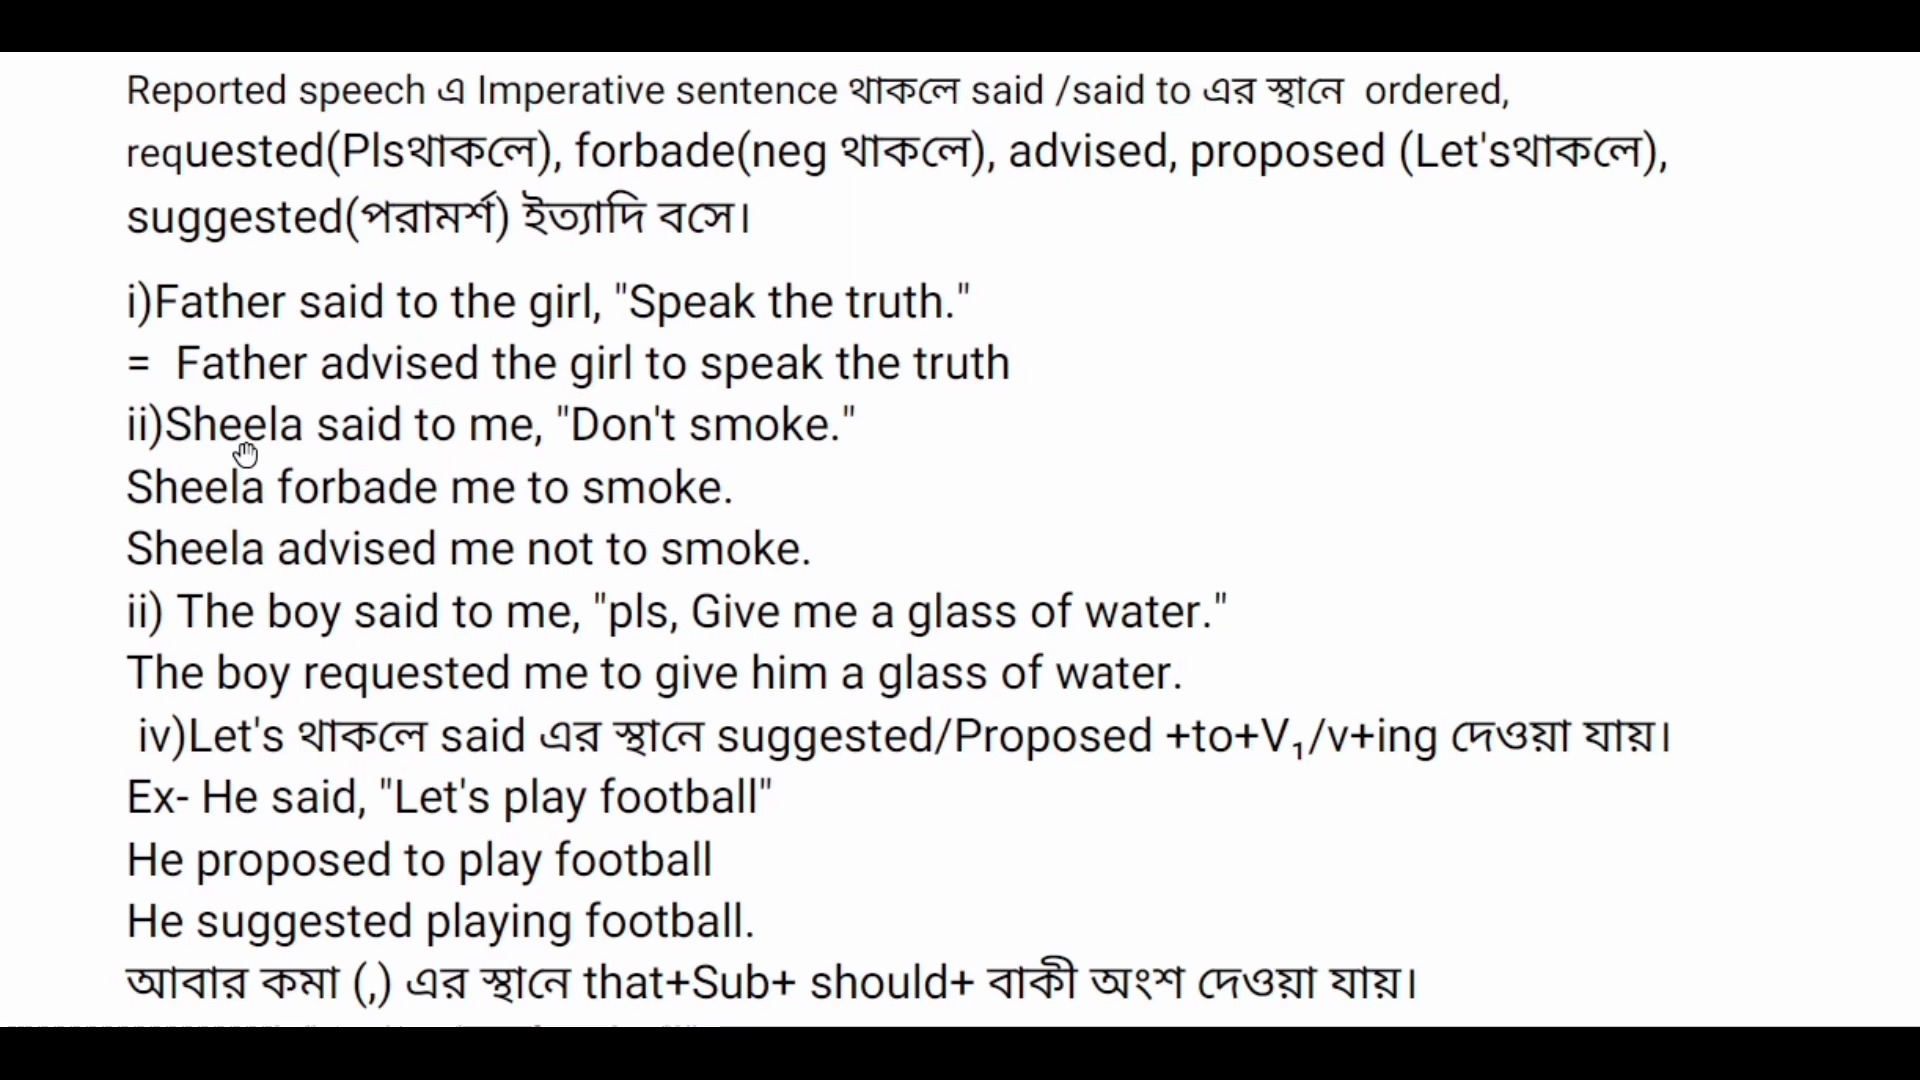 Reported speech এ Imperative sentence থাকলে said /said to এর স্থানে ordered,
requested(Plsথাকলে), forbade(neg থাকলে), advised, proposed (Let'sথাকলে),
suggested(পরামর্শ) ইত্যাদি বসে।
i)Father said to the girl, "Speak the truth."
= Father advised the girl to speak the truth
ii)Sheela said to me, "Don't smoke."
Sheela forbade me to smoke.
Sheela advised me not to smoke.
ii) The boy said to me, "pls, Give me a glass of water."
The boy requested me to give him a glass of water.
iv)Let's থাকলে said এর স্থানে suggested/Proposed +to+V₁/v+ing দেওয়া যায়।
Ex- He said, "Let's play football"
He proposed to play football
He suggested playing football.
আবার কমা (,) এর স্থানে that+Sub+ should+ বাকী অংশ দেওয়া যায়।